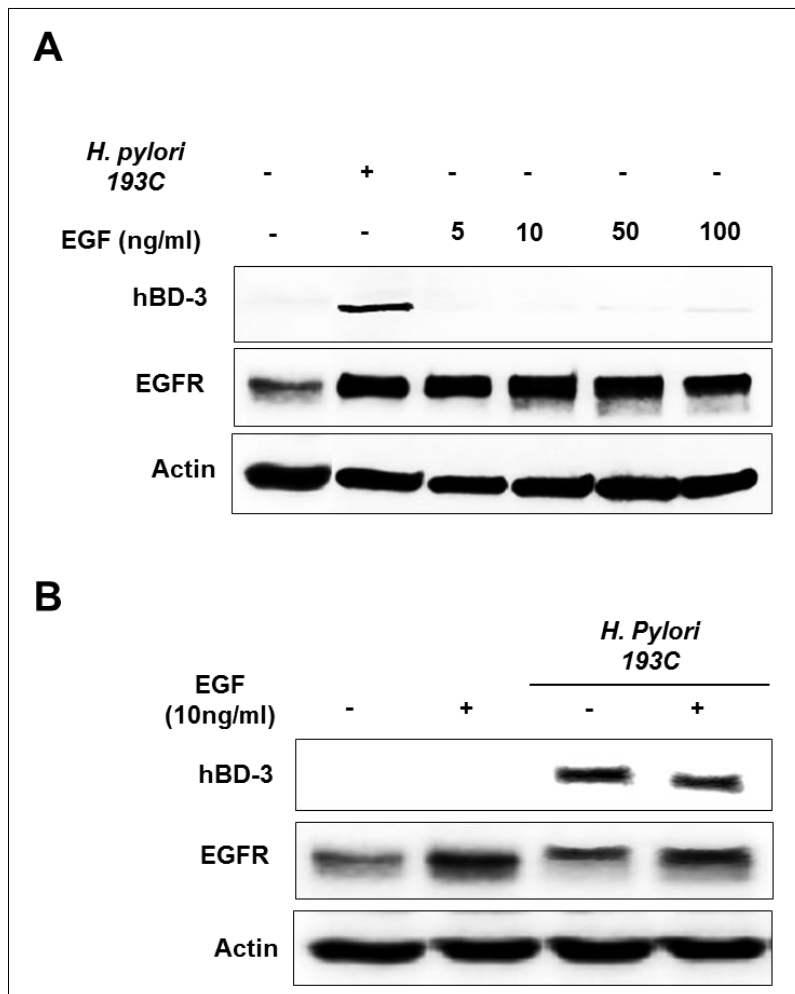 A
H. pylori
193C
- + - - - -
EGF (ng/ml) - - 5 10 50 100
hBD-3
EGFR
Actin
B
H. Pylori
193C
EGF
(10ng/ml) - + - +
hBD-3
EGFR
Actin